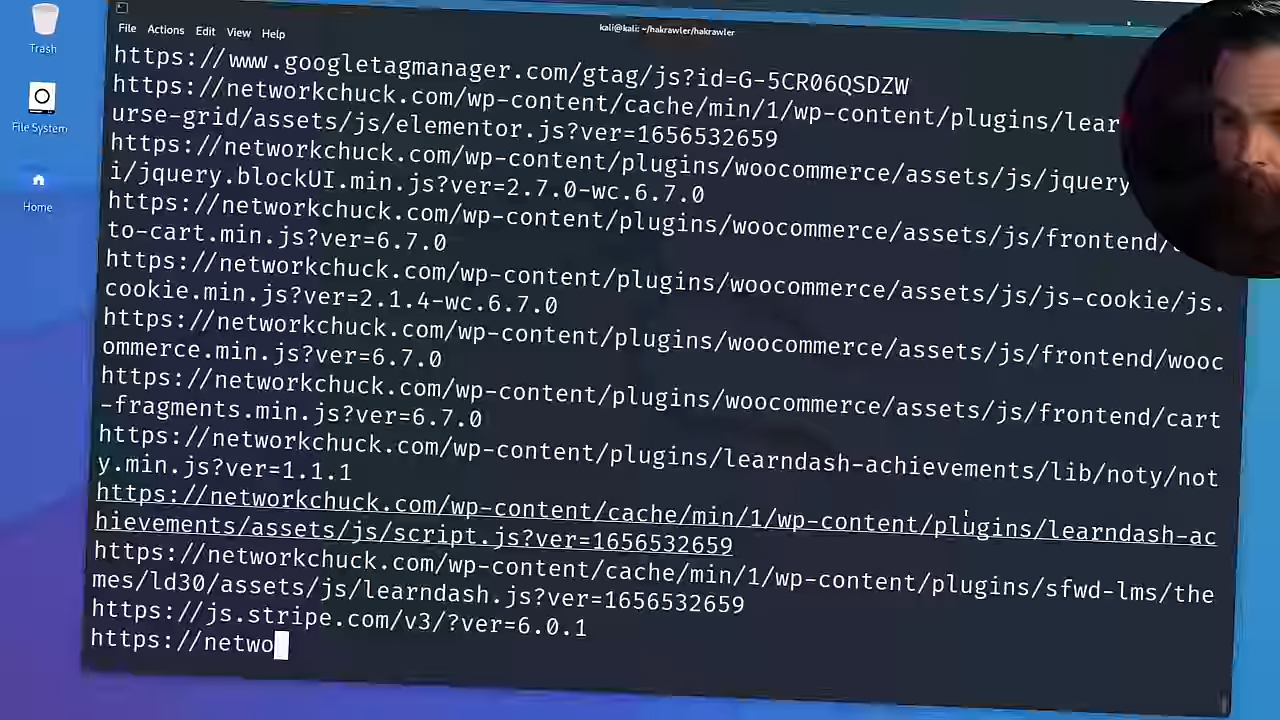 File Actions Edit View Help
kali@kali: ~/hakrawler/hakrawler
Trash
File System
Home
https://www.googletagmanager.com/gtag/js?id=G-5CR06QSDZW
https://networkchuck.com/wp-content/cache/min/1/wp-content/plugins/lear
urse-grid/assets/js/elementor.js?ver=1656532659
https://networkchuck.com/wp-content/plugins/woocommerce/assets/js/jquery
i/jquery.blockUI.min.js?ver=2.7.0-wc.6.7.0
https://networkchuck.com/wp-content/plugins/woocommerce/assets/js/frontend/
to-cart.min.js?ver=6.7.0
https://networkchuck.com/wp-content/plugins/woocommerce/assets/js/js-cookie/js.
cookie.min.js?ver=2.1.4-wc.6.7.0
https://networkchuck.com/wp-content/plugins/woocommerce/assets/js/frontend/wooc
ommerce.min.js?ver=6.7.0
https://networkchuck.com/wp-content/plugins/woocommerce/assets/js/frontend/cart
-fragments.min.js?ver=6.7.0
https://networkchuck.com/wp-content/plugins/learndash-achievements/lib/noty/not
y.min.js?ver=1.1.1
https://networkchuck.com/wp-content/cache/min/1/wp-content/plugins/learndash-ac
hievements/assets/js/script.js?ver=1656532659
https://networkchuck.com/wp-content/cache/min/1/wp-content/plugins/sfwd-lms/the
mes/ld30/assets/js/learndash.js?ver=1656532659
https://js.stripe.com/v3/?ver=6.0.1
https://netwo